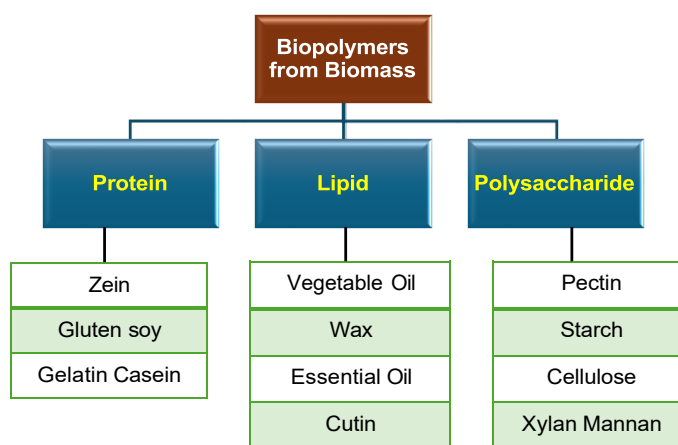 Biopolymers
from Biomass
Protein
Lipid
Polysaccharide
Zein
Gluten soy
Gelatin Casein
Vegetable Oil
Wax
Essential Oil
Cutin
Pectin
Starch
Cellulose
Xylan Mannan